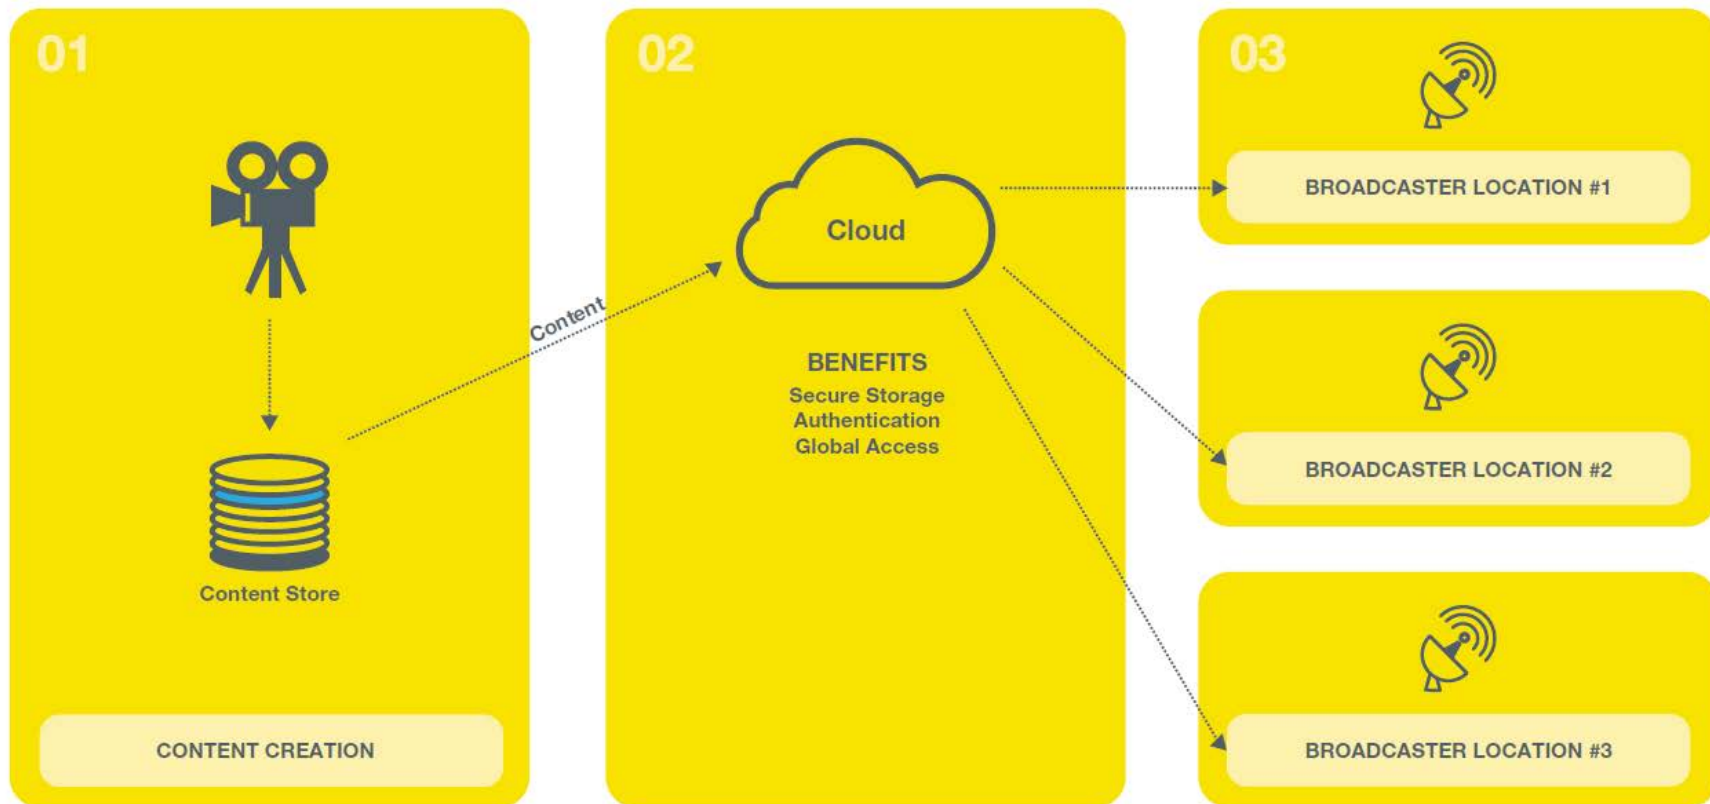 01
Content Store
CONTENT CREATION
Content
02
Cloud
BENEFITS
Secure Storage
Authentication
Global Access
03
BROADCASTER LOCATION #1
BROADCASTER LOCATION #2
BROADCASTER LOCATION #3